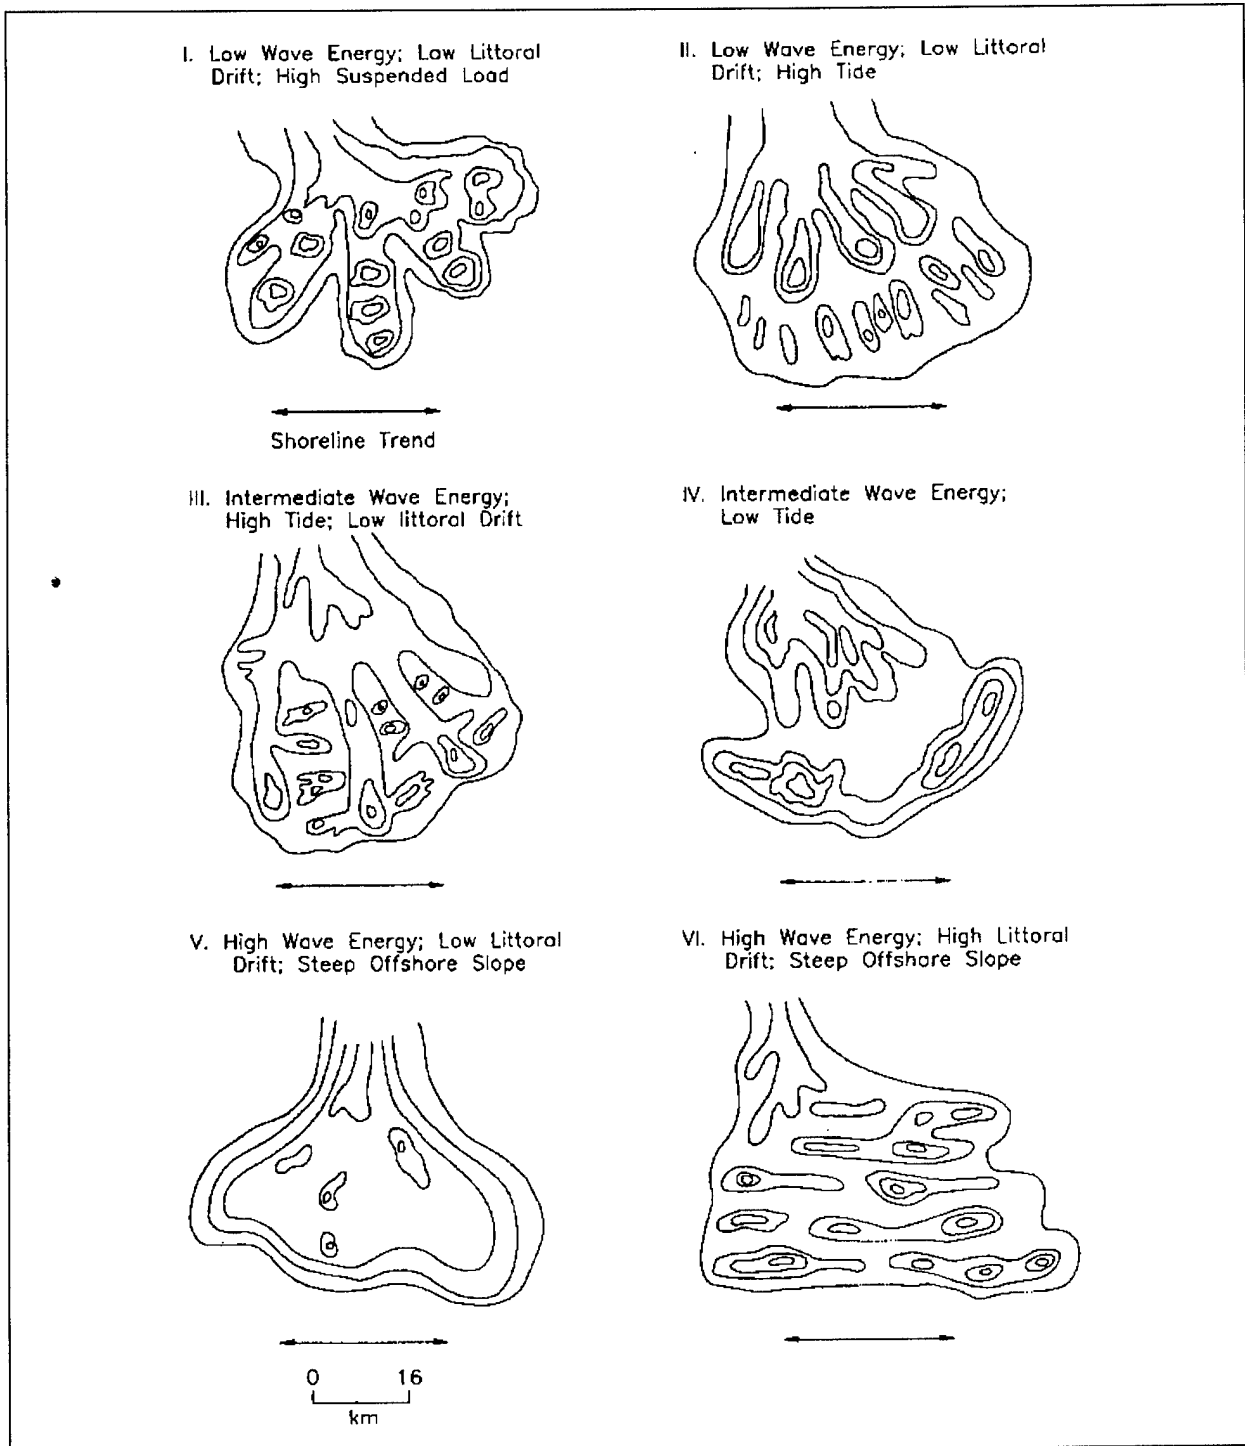 I. Low Wave Energy; Low Littoral
Drift; High Suspended Load
II. Low Wave Energy; Low Littoral
Drift; High Tide
Shoreline Trend
III. Intermediate Wave Energy;
High Tide; Low littoral Drift
IV. Intermediate Wave Energy;
Low Tide
V. High Wave Energy; Low Littoral
Drift; Steep Offshore Slope
VI. High Wave Energy; High Littoral
Drift; Steep Offshore Slope
0 16
km